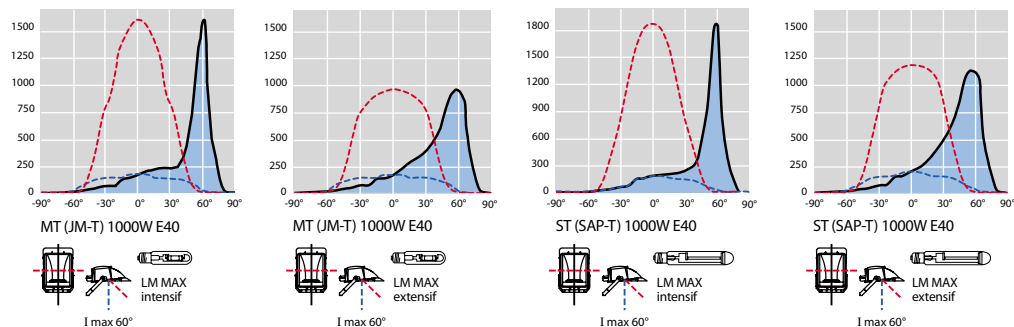 1500
1250
1000
750
500
250
0
-90° -60° -30° 0° 30° 60° 90°
MT (JM-T) 1000W E40
LM MAX
intensif
I max 60°
1500
1250
1000
750
500
250
0
-90° -60° -30° 0° 30° 60° 90°
MT (JM-T) 1000W E40
LM MAX
extensif
I max 60°
1800
1500
1200
900
600
300
0
-90° -60° -30° 0° 30° 60° 90°
ST (SAP-T) 1000W E40
LM MAX
intensif
I max 60°
1500
1250
1000
750
500
250
0
-90° -60° -30° 0° 30° 60° 90°
ST (SAP-T) 1000W E40
LM MAX
extensif
I max 60°